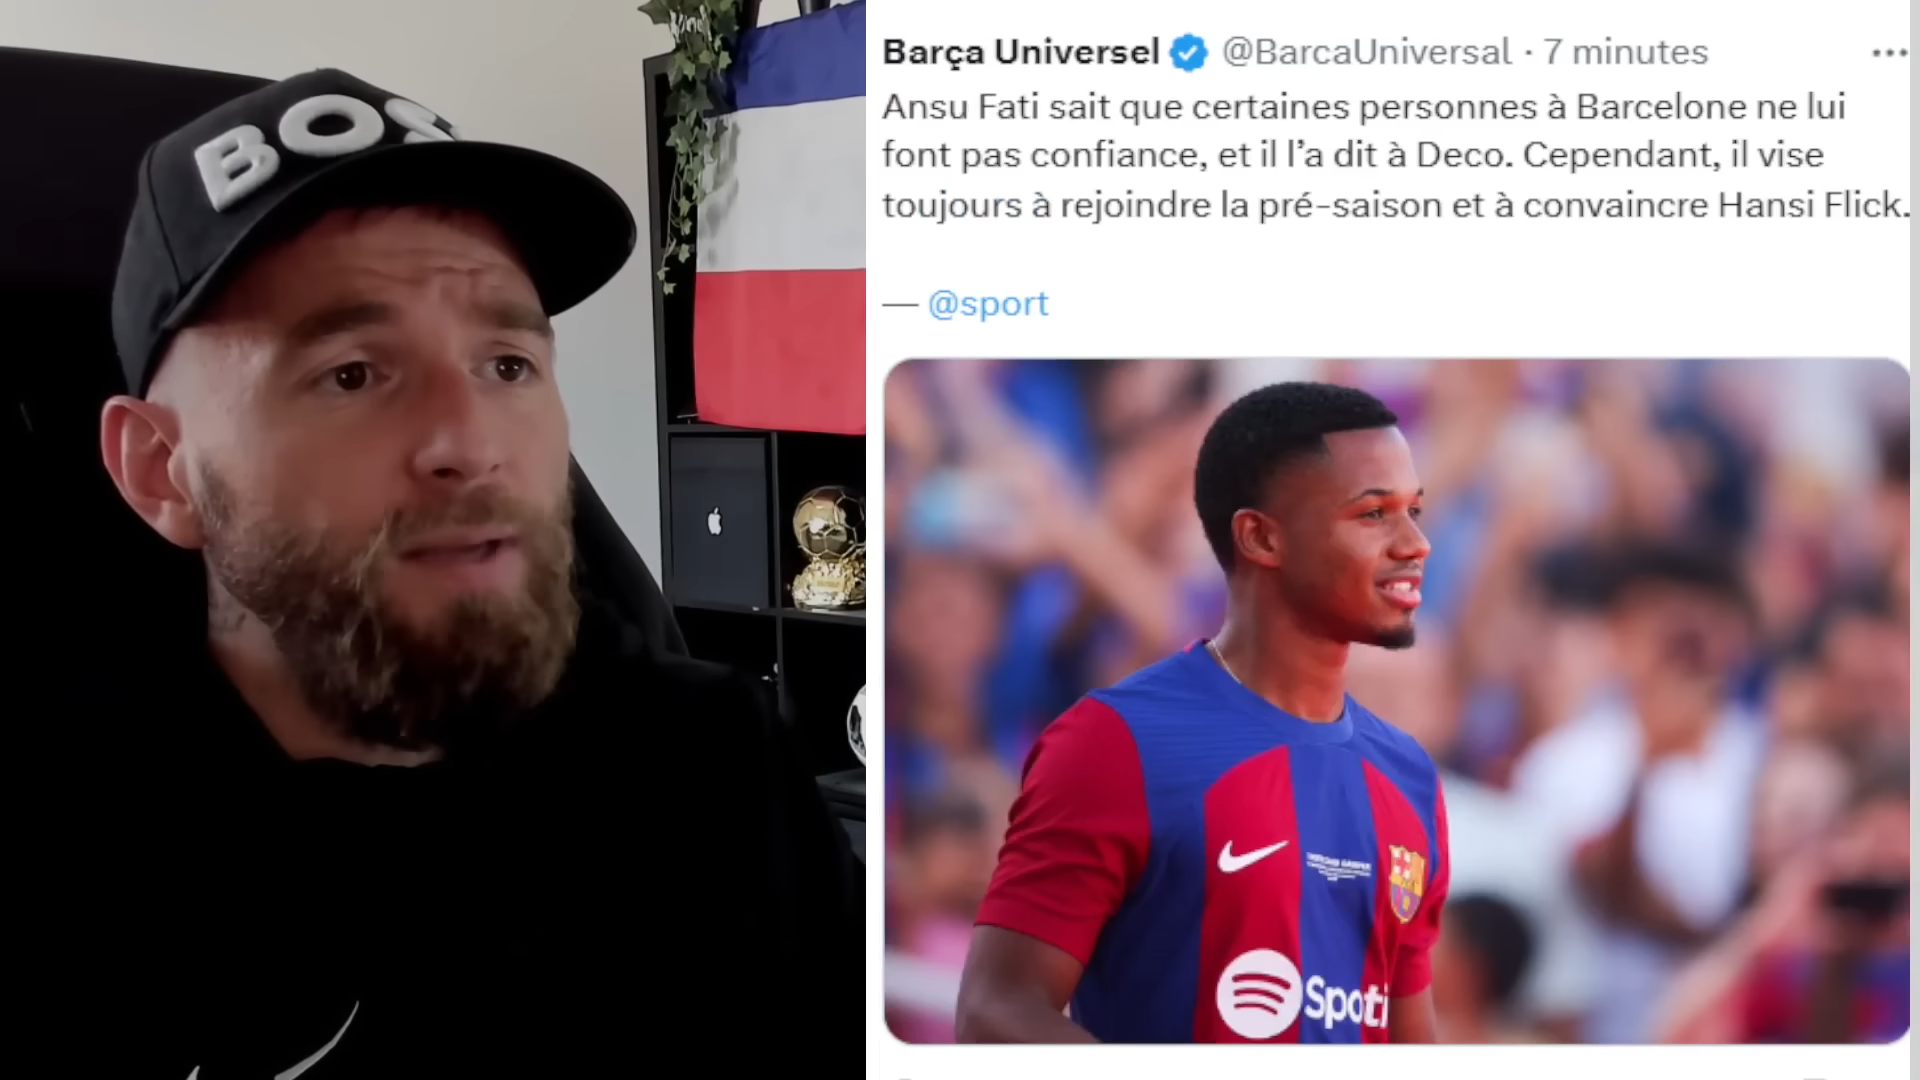 BOS
Barça Universel @BarcaUniversal · 7 minutes
Ansu Fati sait que certaines personnes à Barcelone ne lui
font pas confiance, et il l’a dit à Deco. Cependant, il vise
toujours à rejoindre la pré-saison et à convaincre Hansi Flick.
— @sport
Spoti